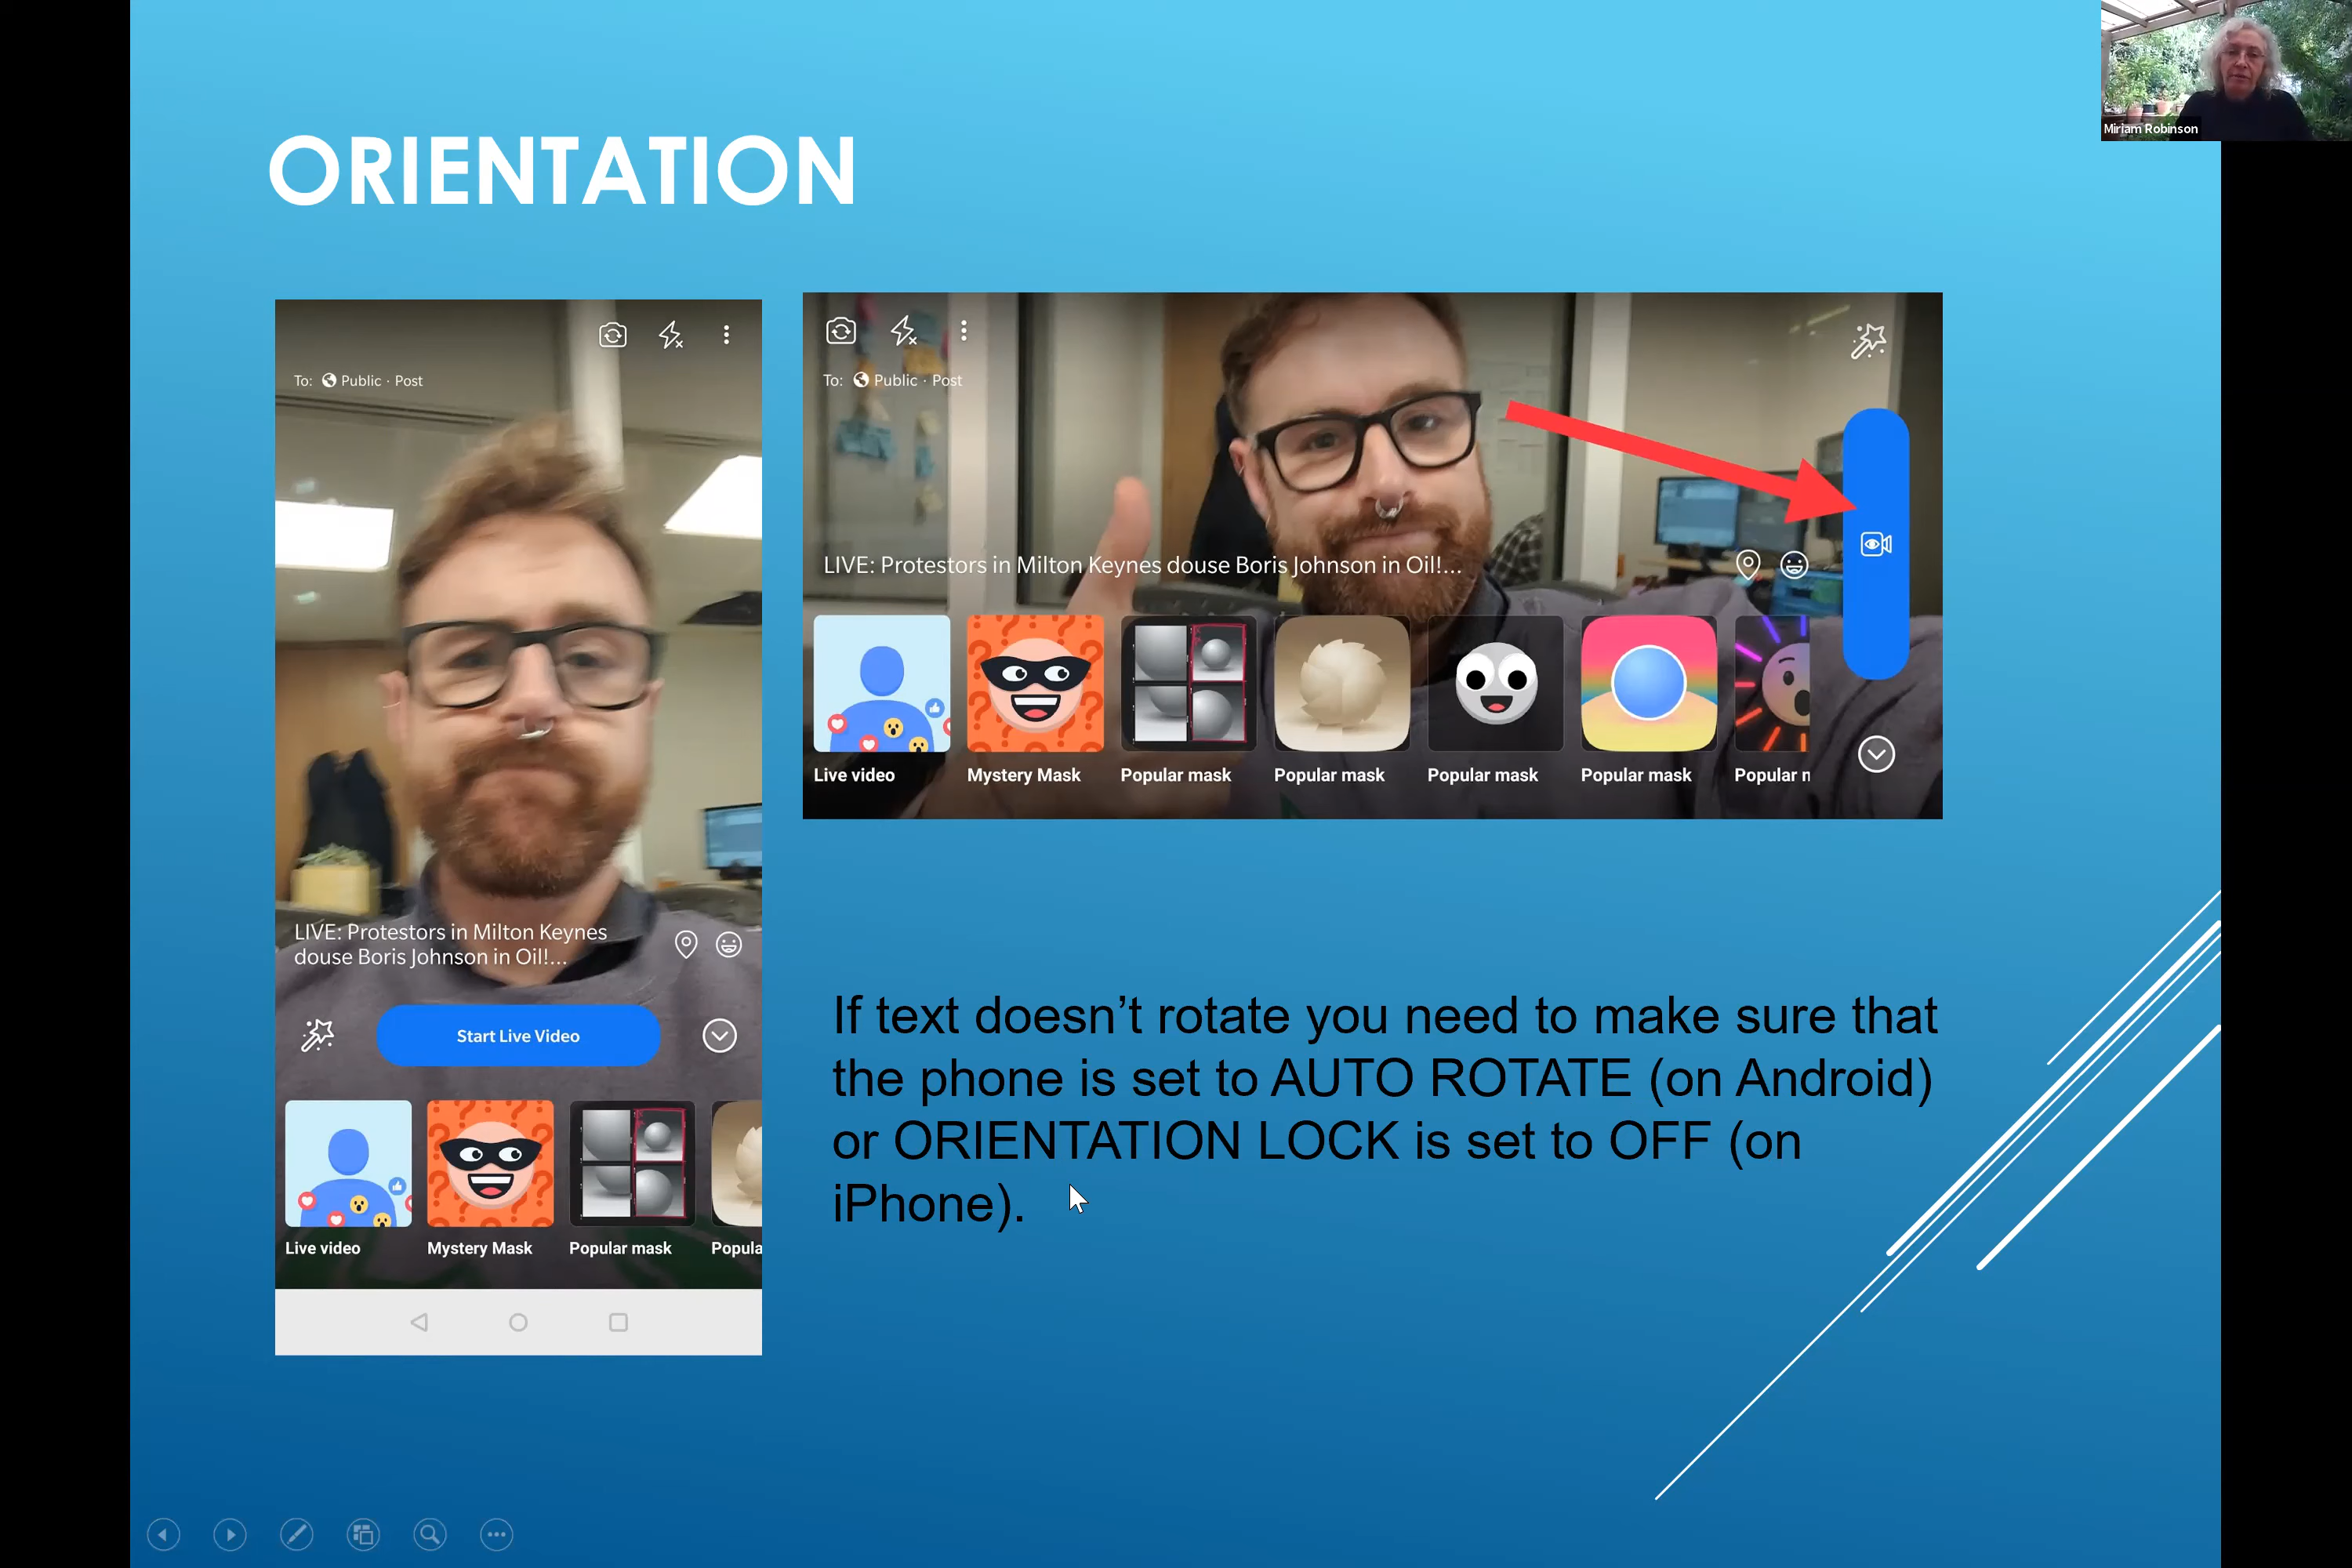 Miriam Robinson
ORIENTATION
To: Public · Post
LIVE: Protestors in Milton Keynes
douse Boris Johnson in Oil!...
Start Live Video
Live video
Mystery Mask
Popular mask
Popula
To: Public · Post
LIVE: Protestors in Milton Keynes douse Boris Johnson in Oil!...
Live video
Mystery Mask
Popular mask
Popular mask
Popular mask
Popular mask
Popular m
If text doesn’t rotate you need to make sure that
the phone is set to AUTO ROTATE (on Android)
or ORIENTATION LOCK is set to OFF (on
iPhone).